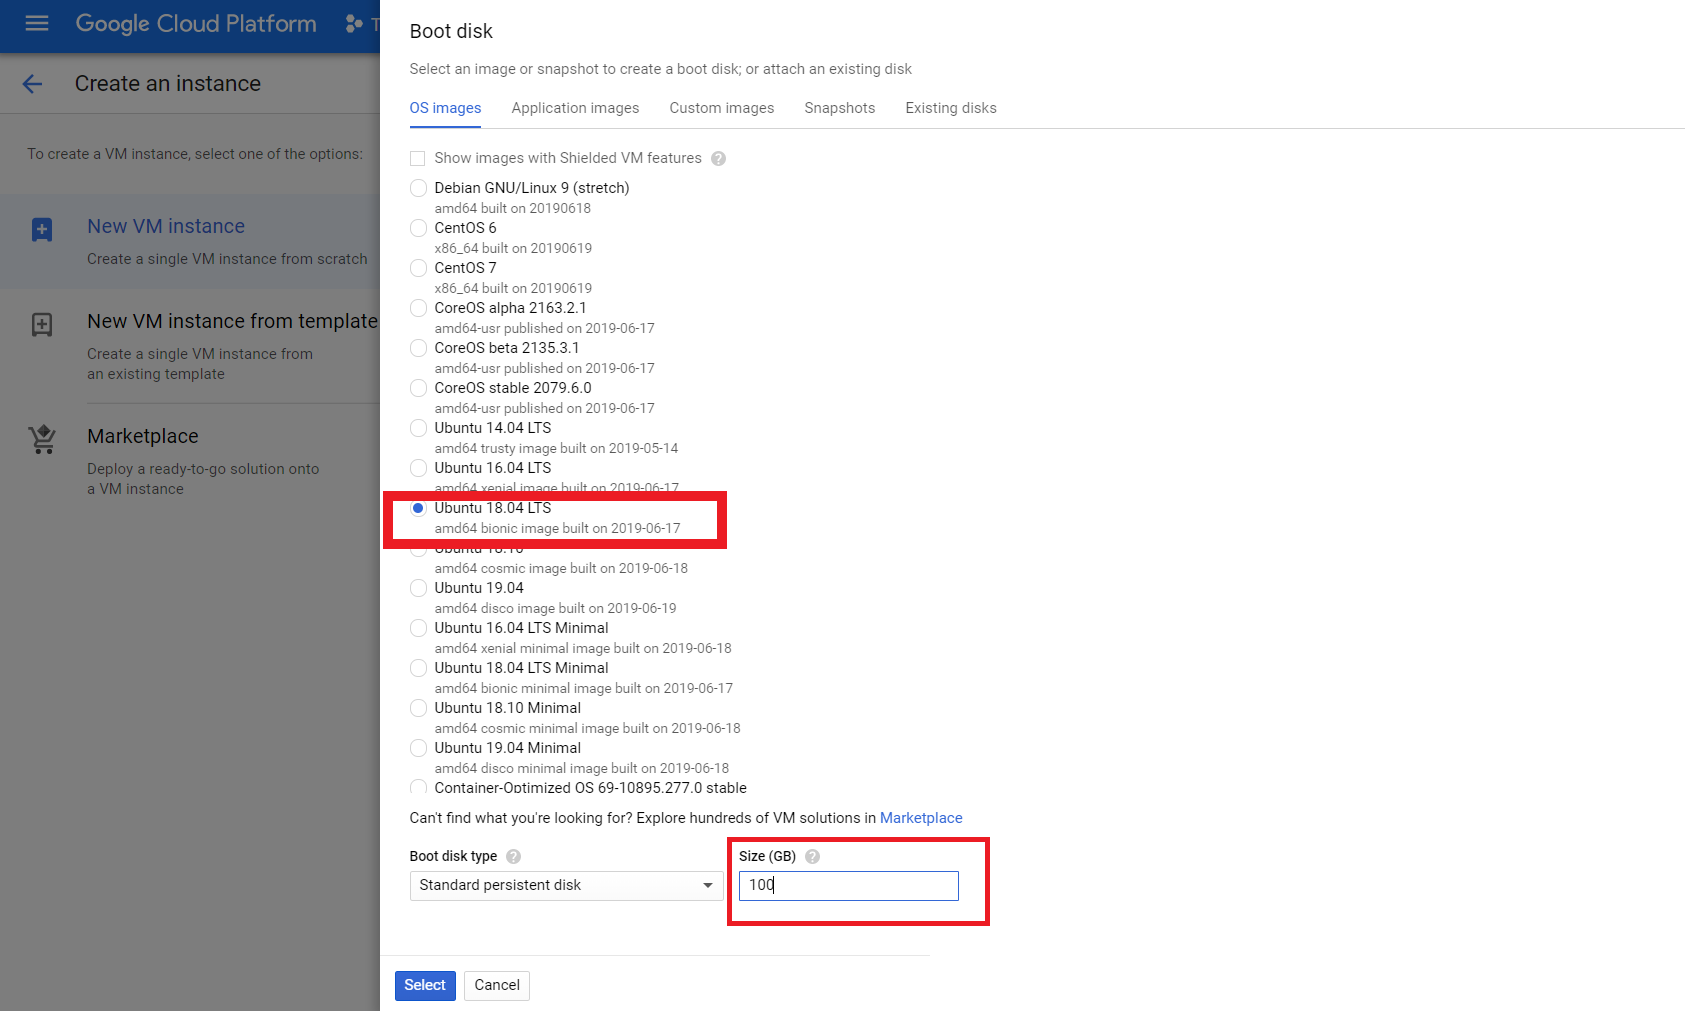 Google Cloud Platform
T
Create an instance
To create a VM instance, select one of the options:
New VM instance
Create a single VM instance from scratch
New VM instance from template
Create a single VM instance from
an existing template
Marketplace
Deploy a ready-to-go solution onto
a VM instance
Boot disk
Select an image or snapshot to create a boot disk; or attach an existing disk
OS images Application images Custom images Snapshots Existing disks
Show images with Shielded VM features ?
Debian GNU/Linux 9 (stretch)
amd64 built on 20190618
CentOS 6
x86_64 built on 20190619
CentOS 7
x86_64 built on 20190619
CoreOS alpha 2163.2.1
amd64-usr published on 2019-06-17
CoreOS beta 2135.3.1
amd64-usr published on 2019-06-17
CoreOS stable 2079.6.0
amd64-usr published on 2019-06-17
Ubuntu 14.04 LTS
amd64 trusty image built on 2019-05-14
Ubuntu 16.04 LTS
amd64 xenial image built on 2019-06-17
Ubuntu 18.04 LTS
amd64 bionic image built on 2019-06-17
Ubuntu 18.10
amd64 cosmic image built on 2019-06-18
Ubuntu 19.04
amd64 disco image built on 2019-06-19
Ubuntu 16.04 LTS Minimal
amd64 xenial minimal image built on 2019-06-18
Ubuntu 18.04 LTS Minimal
amd64 bionic minimal image built on 2019-06-17
Ubuntu 18.10 Minimal
amd64 cosmic minimal image built on 2019-06-18
Ubuntu 19.04 Minimal
amd64 disco minimal image built on 2019-06-18
Container-Optimized OS 69-10895.277.0 stable
Can't find what you're looking for? Explore hundreds of VM solutions in Marketplace
Boot disk type ? Size (GB) ?
Standard persistent disk 100
Select Cancel